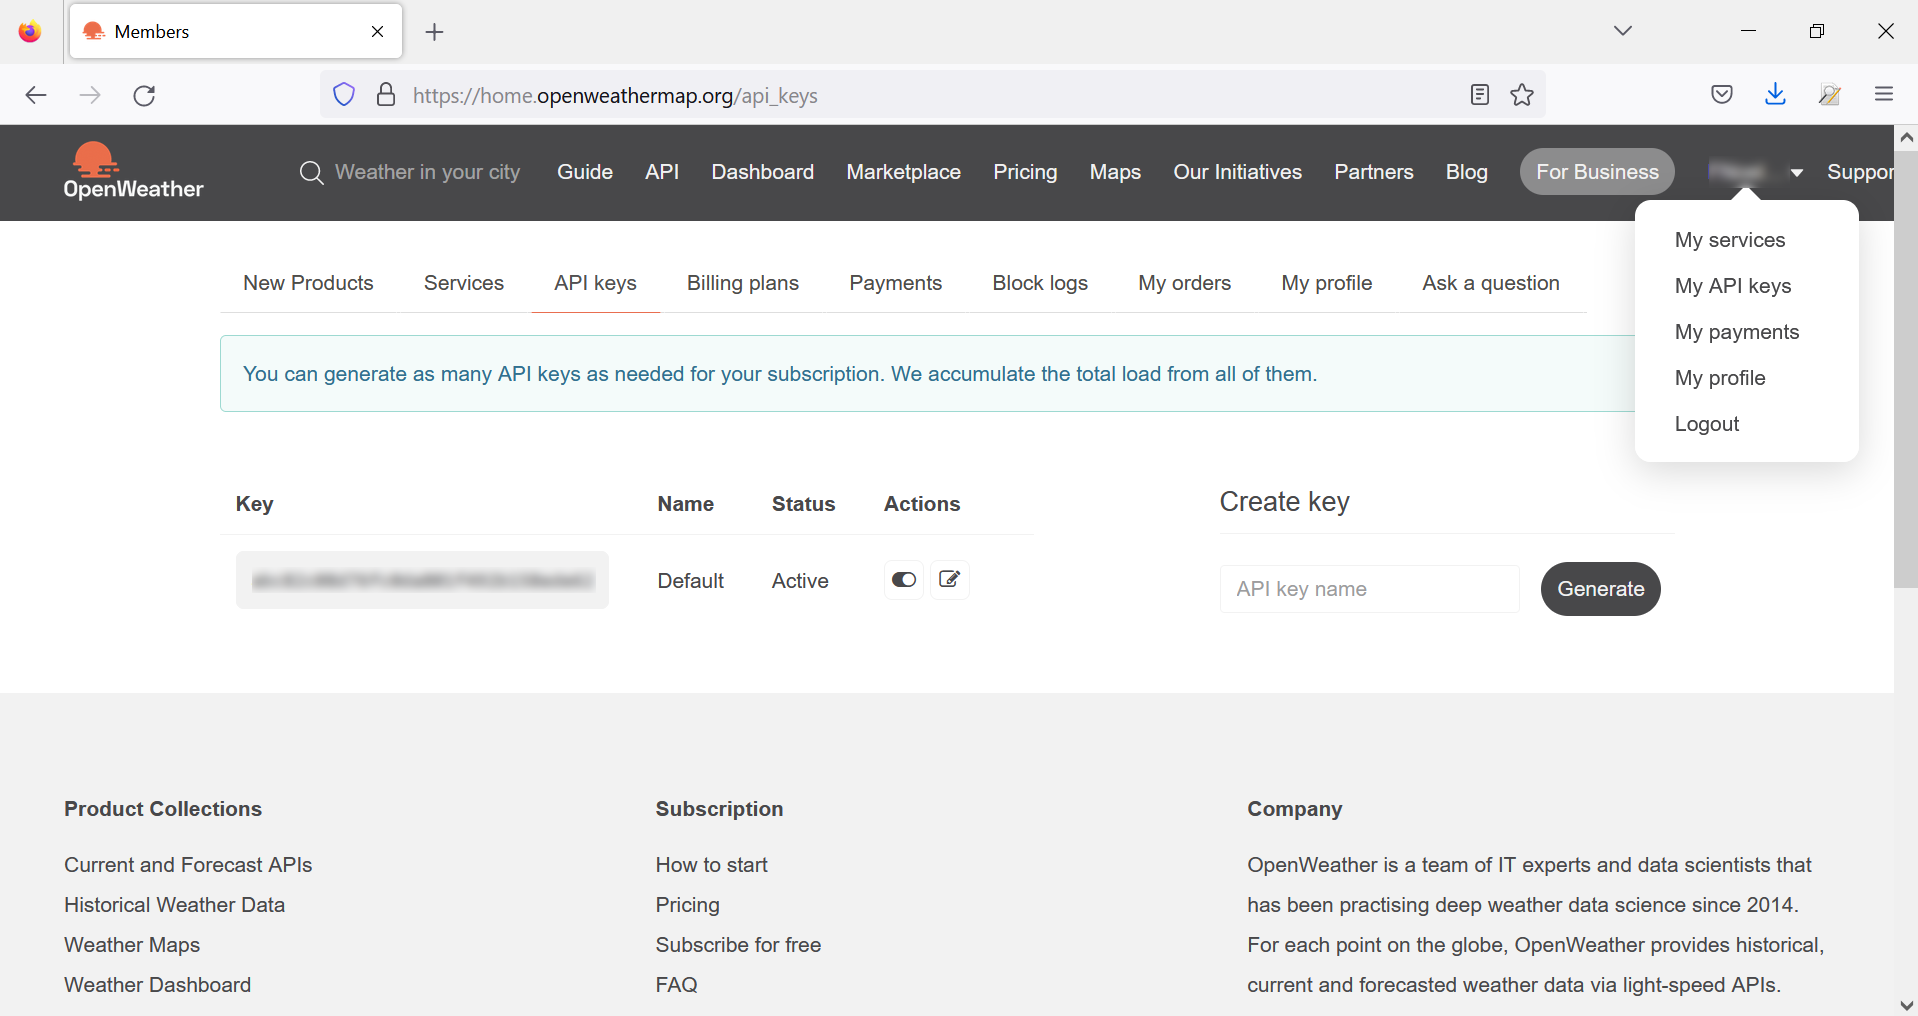 Members
https://home.openweathermap.org/api_keys
OpenWeather
Weather in your city
Guide
API
Dashboard
Marketplace
Pricing
Maps
Our Initiatives
Partners
Blog
For Business
Suppor
My services
My API keys
My payments
My profile
Logout
New Products
Services
API keys
Billing plans
Payments
Block logs
My orders
My profile
Ask a question
You can generate as many API keys as needed for your subscription. We accumulate the total load from all of them.
Key
Name
Status
Actions
Default
Active
Create key
API key name
Generate
Product Collections
Current and Forecast APIs
Historical Weather Data
Weather Maps
Weather Dashboard
Subscription
How to start
Pricing
Subscribe for free
FAQ
Company
OpenWeather is a team of IT experts and data scientists that
has been practising deep weather data science since 2014.
For each point on the globe, OpenWeather provides historical,
current and forecasted weather data via light-speed APIs.